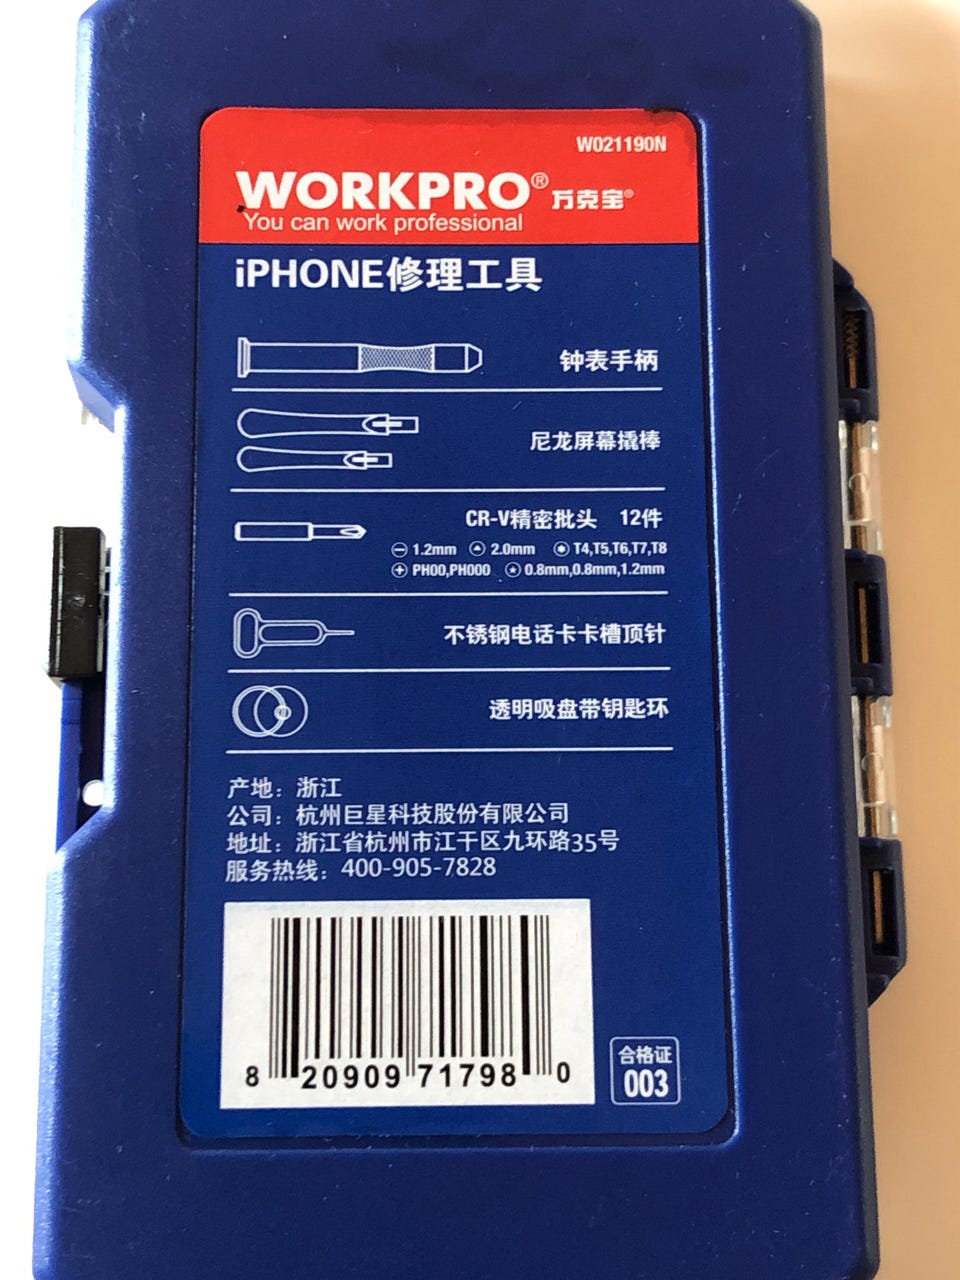 W021190N
WORKPRO® 万克宝®
You can work professional
iPHONE修理工具
钟表手柄
尼龙屏幕撬棒
CR-V精密批头 12件
1.2mm 2.0mm T4,T5,T6,T7,T8
PH00,PH000 0.8mm,0.8mm,1.2mm
不锈钢电话卡卡槽顶针
透明吸盘带钥匙环
产地：浙江
公司：杭州巨星科技股份有限公司
地址：浙江省杭州市江干区九环路35号
服务热线：400-905-7828
8 20909 71798 0
合格证
003